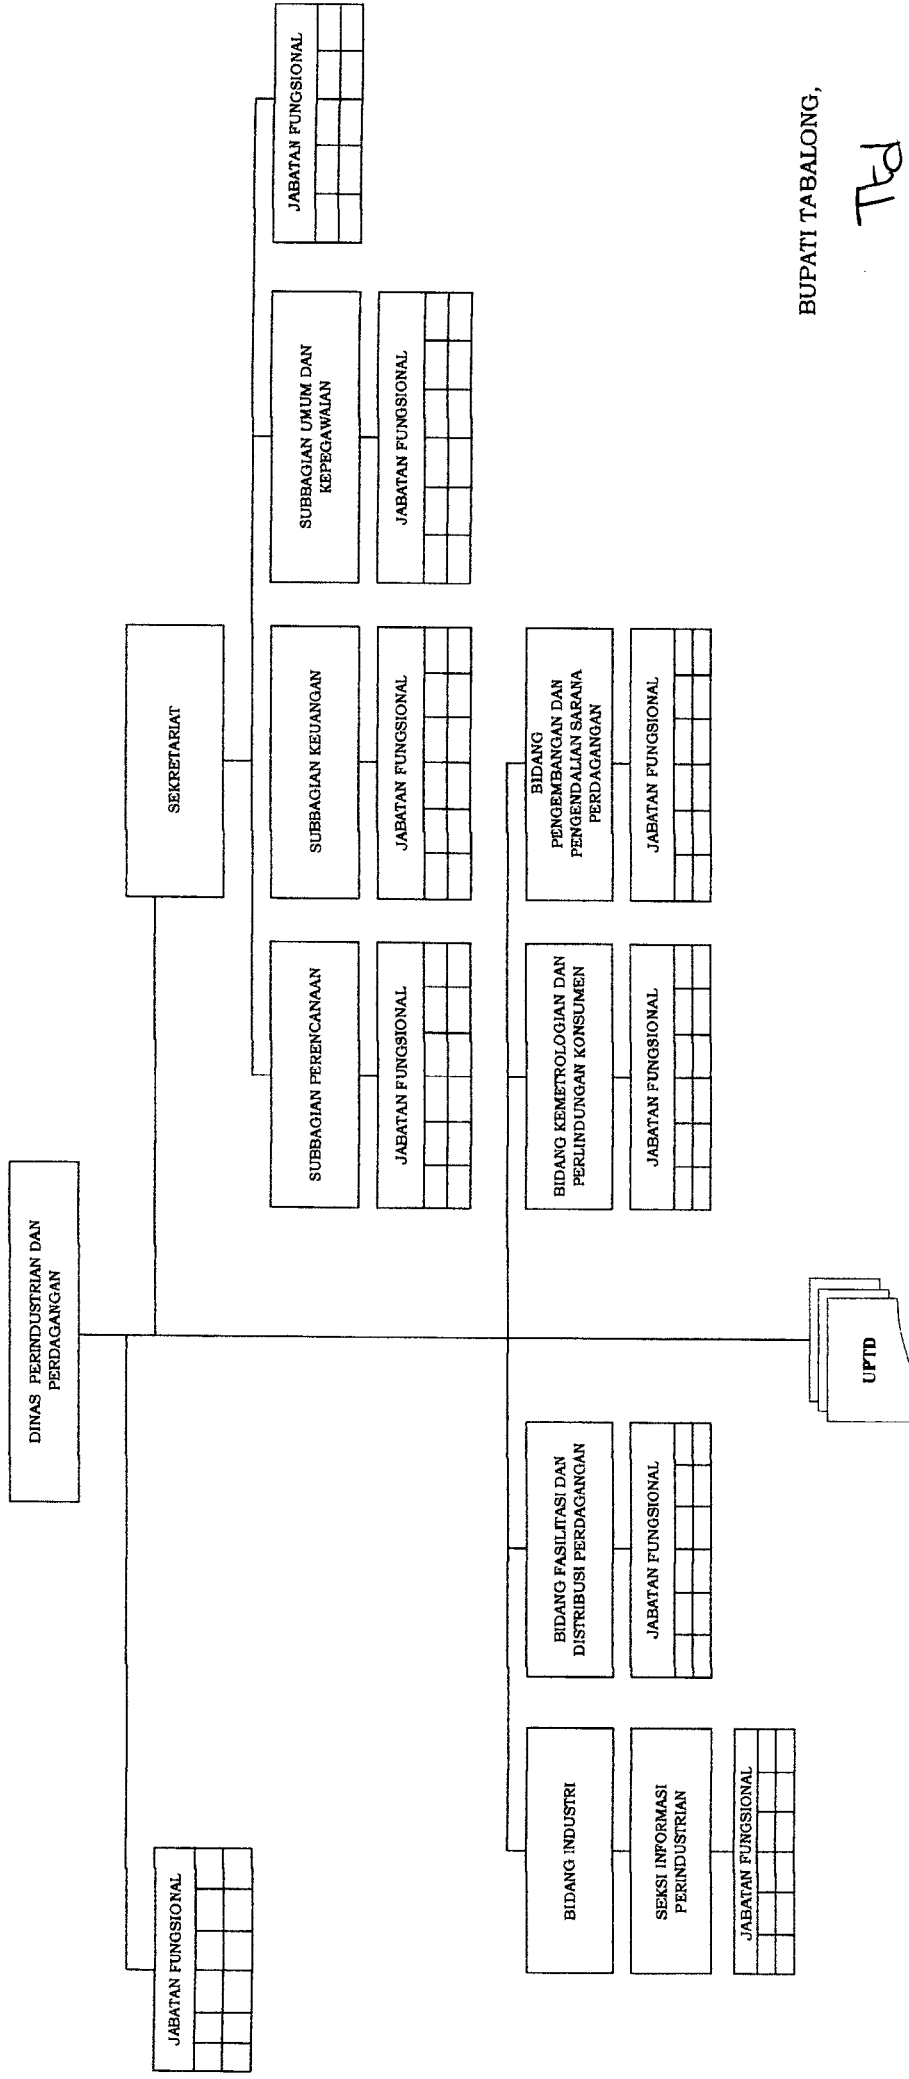 DINAS PERINDUSTRIAN DAN
PERDAGANGAN
JABATAN FUNGSIONAL
SEKRETARIAT
SUBBAGIAN PERENCANAAN
SUBBAGIAN KEUANGAN
SUBBAGIAN UMUM DAN
KEPEGAWAIAN
JABATAN FUNGSIONAL
JABATAN FUNGSIONAL
JABATAN FUNGSIONAL
JABATAN FUNGSIONAL
BIDANG INDUSTRI
BIDANG FASILITASI DAN
DISTRIBUSI PERDAGANGAN
BIDANG KEMETROLOGIAN DAN
PERLINDUNGAN KONSUMEN
BIDANG
PENGEMBANGAN DAN
PENGENDALIAN SARANA
PERDAGANGAN
SEKSI INFORMASI
PERINDUSTRIAN
JABATAN FUNGSIONAL
JABATAN FUNGSIONAL
JABATAN FUNGSIONAL
JABATAN FUNGSIONAL
UPTD
BUPATI TABALONG,
Ttd